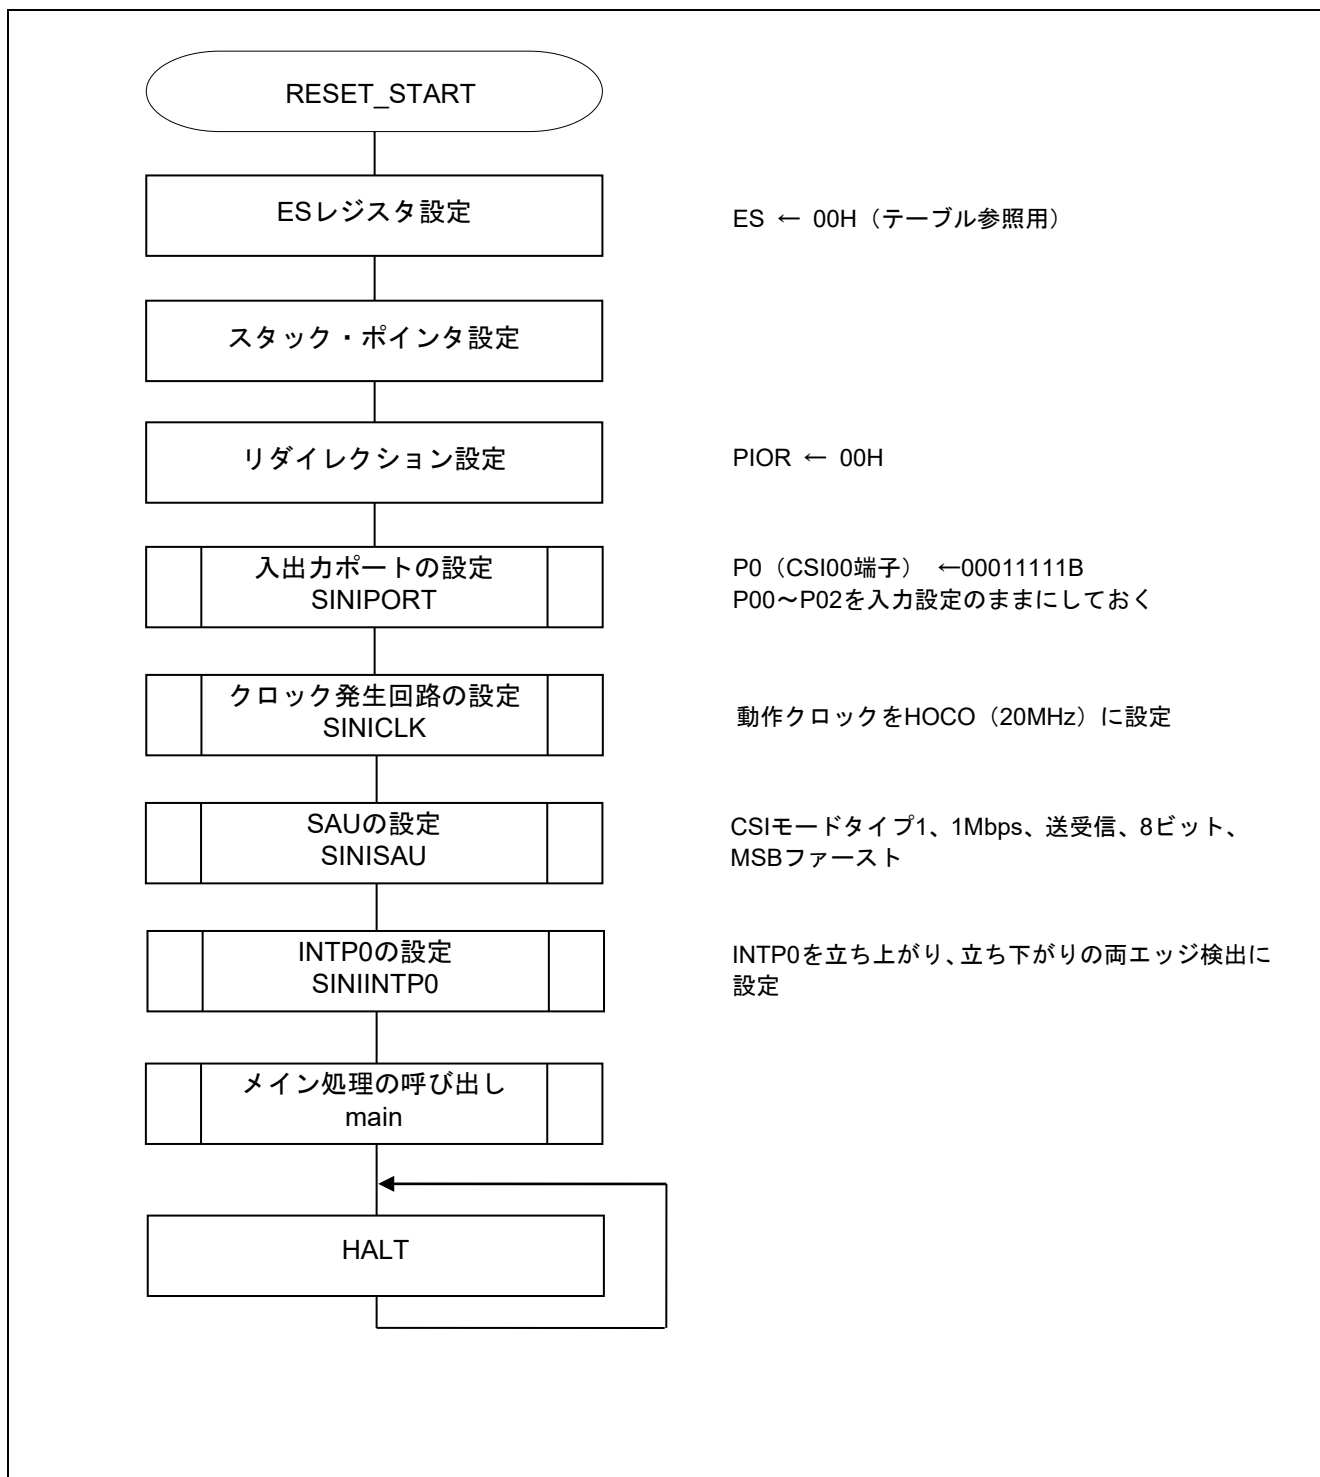 RESET_START
ESレジスタ設定
ES ← 00H（テーブル参照用）
スタック・ポインタ設定
リダイレクション設定
PIOR ← 00H
入出力ポートの設定
SINIPORT
P0（CSI00端子） ←00011111B
P00～P02を入力設定のままにしておく
クロック発生回路の設定
SINICLK
動作クロックをHOCO（20MHz）に設定
SAUの設定
SINISAU
CSIモードタイプ1、1Mbps、送受信、8ビット、
MSBファースト
INTP0の設定
SINIINTP0
INTP0を立ち上がり、立ち下がりの両エッジ検出に
設定
メイン処理の呼び出し
main
HALT